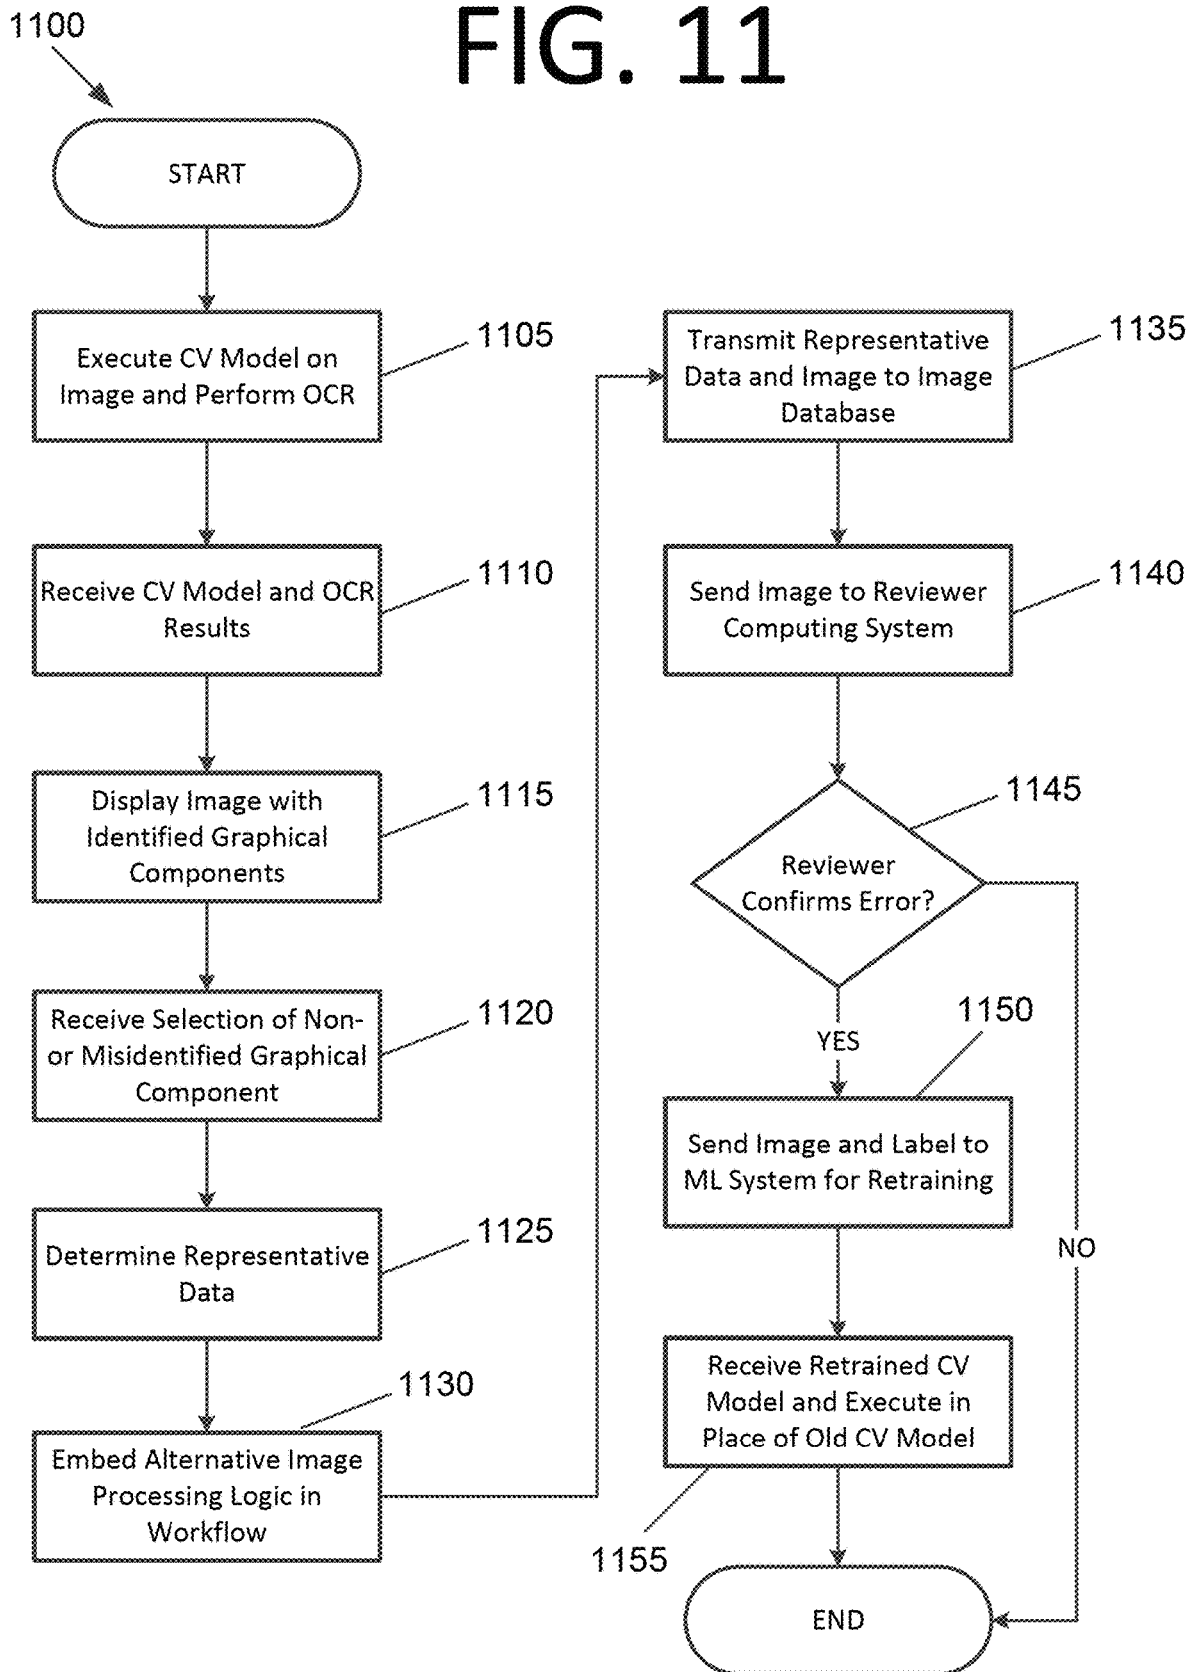 FIG. 11
1100
START
Execute CV Model on
Image and Perform OCR
1105
Receive CV Model and OCR
Results
1110
Display Image with
Identified Graphical
Components
1115
Receive Selection of Non-
or Misidentified Graphical
Component
1120
Determine Representative
Data
1125
Embed Alternative Image
Processing Logic in
Workflow
1130
Transmit Representative
Data and Image to Image
Database
1135
Send Image to Reviewer
Computing System
1140
Reviewer
Confirms Error?
1145
YES
NO
Send Image and Label to
ML System for Retraining
1150
Receive Retrained CV
Model and Execute in
Place of Old CV Model
1155
END